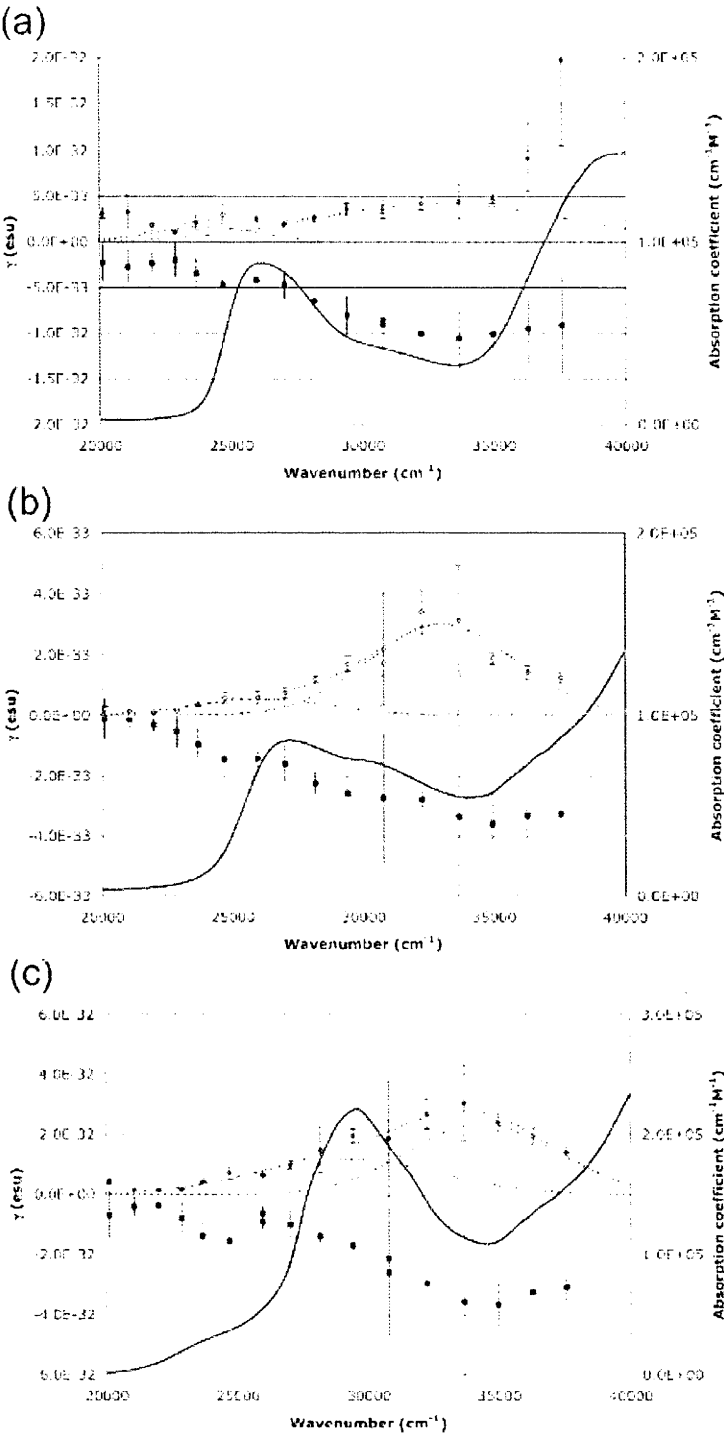 (a)
2.0E-32
1.5E-32
1.0E-32
5.0E-33
0.0E+00
-5.0E-33
-1.0E-32
-1.5E-32
2.0E-32
γ (esu)
2.0E+05
1.0E+05
0.0E+00
Absorption coefficient (cm⁻¹M⁻¹)
20000 25000 30000 35000 40000
Wavenumber (cm⁻¹)
(b)
6.0E-33
4.0E-33
2.0E-33
0.0E+00
-2.0E-33
-4.0E-33
-6.0E-33
γ (esu)
2.0E+05
1.0E+05
0.0E+00
Absorption coefficient (cm⁻¹M⁻¹)
20000 25000 30000 35000 40000
Wavenumber (cm⁻¹)
(c)
6.0E-32
4.0E-32
2.0E-32
0.0E+00
-2.0E-32
-4.0E-32
6.0E-32
γ (esu)
3.0E+05
2.0E+05
1.0E+05
0.0E+00
Absorption coefficient (cm⁻¹M⁻¹)
20000 25000 30000 35000 40000
Wavenumber (cm⁻¹)